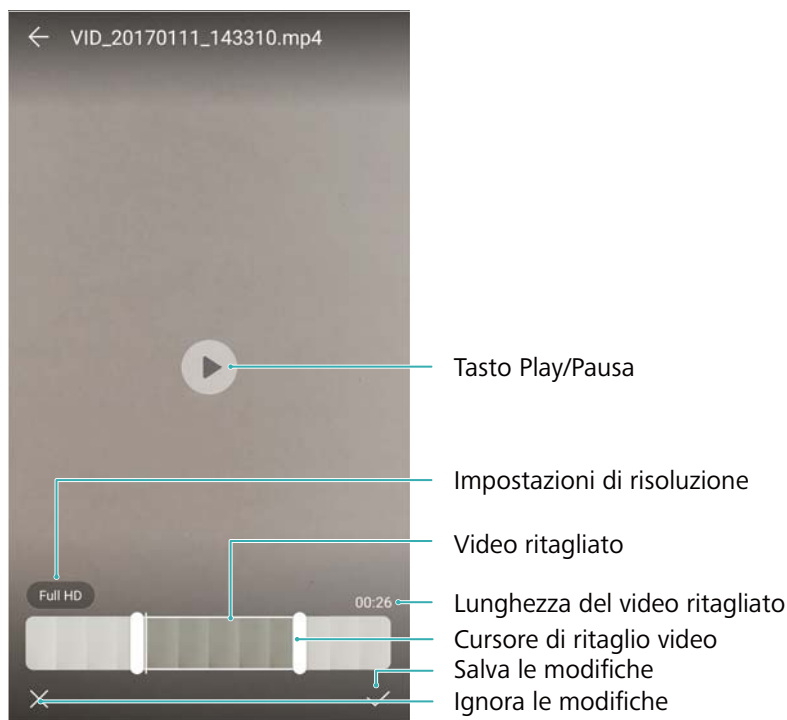 VID_20170111_143310.mp4
Tasto Play/Pausa
Impostazioni di risoluzione
Video ritagliato
Full HD
00:26
Lunghezza del video ritagliato
Cursore di ritaglio video
Salva le modifiche
Ignora le modifiche